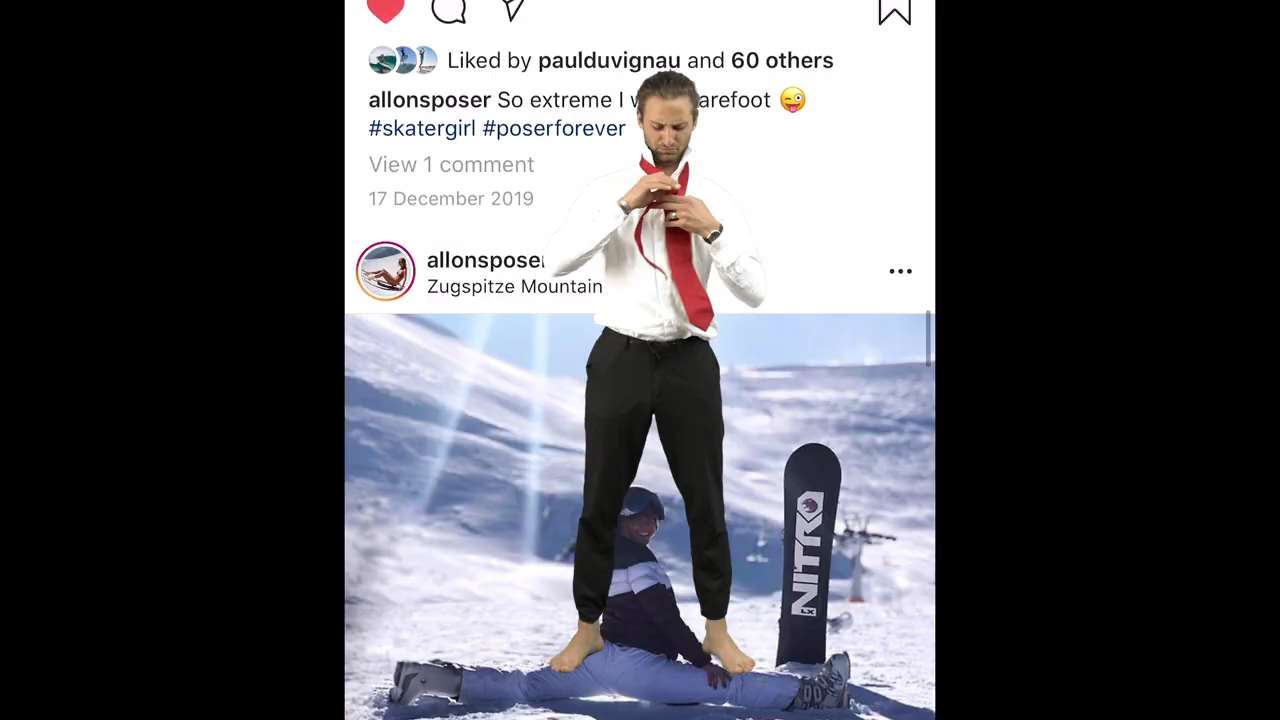 Liked by paulduvignau and 60 others
allonsposer So extreme I w arefoot 😜
#skatergirl #poserforever
View 1 comment
17 December 2019
allonsposer
Zugspitze Mountain
NITRO
LX